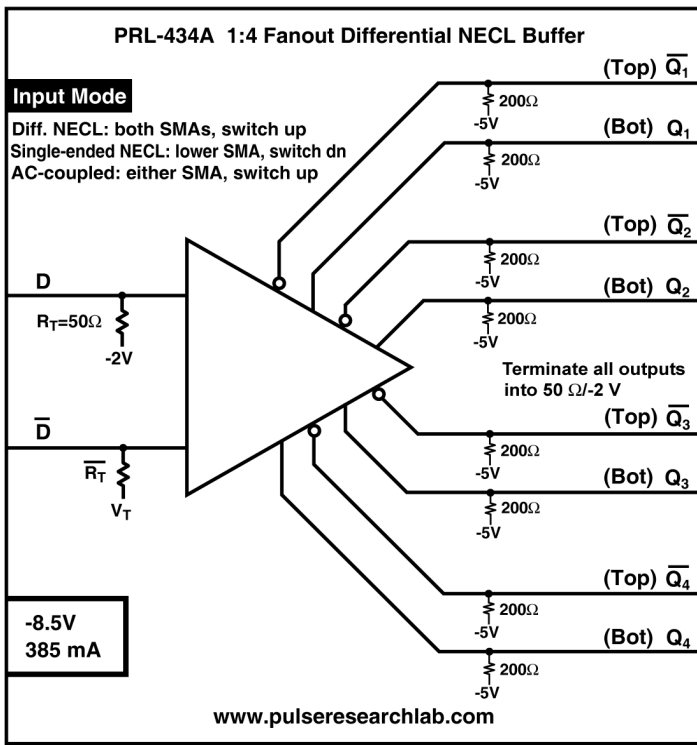 PRL-434A 1:4 Fanout Differential NECL Buffer
Input Mode
Diff. NECL: both SMAs, switch up
Single-ended NECL: lower SMA, switch dn
AC-coupled: either SMA, switch up
(Top) Q̅₁
200Ω
-5V
(Bot) Q₁
200Ω
-5V
(Top) Q̅₂
200Ω
-5V
(Bot) Q₂
200Ω
-5V
D
R_T=50Ω
-2V
Terminate all outputs
into 50 Ω/-2 V
D̅
R̅_T̅
V_T
(Top) Q̅₃
200Ω
-5V
(Bot) Q₃
200Ω
-5V
(Top) Q̅₄
200Ω
-5V
(Bot) Q₄
200Ω
-5V
-8.5V
385 mA
www.pulseresearchlab.com